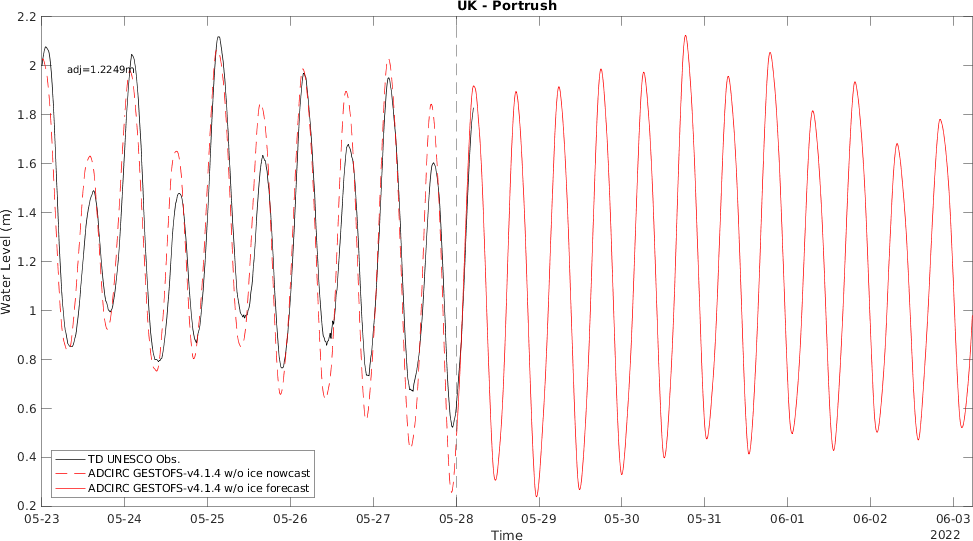 UK - Portrush
2.2
2
1.8
1.6
1.4
1.2
1
0.8
0.6
0.4
0.2
Water Level (m)
adj=1.2249m
TD UNESCO Obs.
ADCIRC GESTOFS-v4.1.4 w/o ice nowcast
ADCIRC GESTOFS-v4.1.4 w/o ice forecast
05-23 05-24 05-25 05-26 05-27 05-28 05-29 05-30 05-31 06-01 06-02 06-03
Time
2022